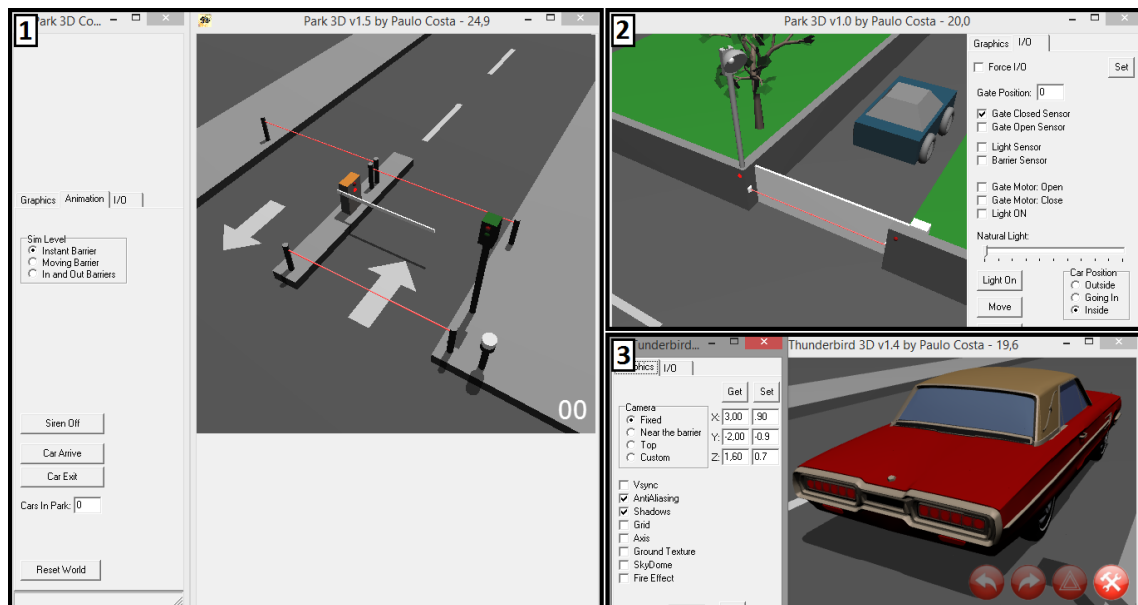 1
Park 3D Co...
Park 3D v1.5 by Paulo Costa - 24,9
Graphics Animation I/O
Sim Level
Instant Barrier
Moving Barrier
In and Out Barriers
Siren Off
Car Arrive
Car Exit
Cars In Park: 0
Reset World
00
2
Park 3D v1.0 by Paulo Costa - 20,0
Graphics I/O
Force I/O Set
Gate Position: 0
Gate Closed Sensor
Gate Open Sensor
Light Sensor
Barrier Sensor
Gate Motor: Open
Gate Motor: Close
Light ON
Natural Light:
Light On
Move
Car Position
Outside
Going In
Inside
3
Thunderbird 3D v1.4 by Paulo Costa - 19,6
I/O
Get Set
Camera
Fixed
Near the barrier
Top
Custom
X: 3,00 .90
Y: -2,00 -0.9
Z: 1,60 0.7
Vsync
AntiAliasing
Shadows
Grid
Axis
Ground Texture
SkyDome
Fire Effect